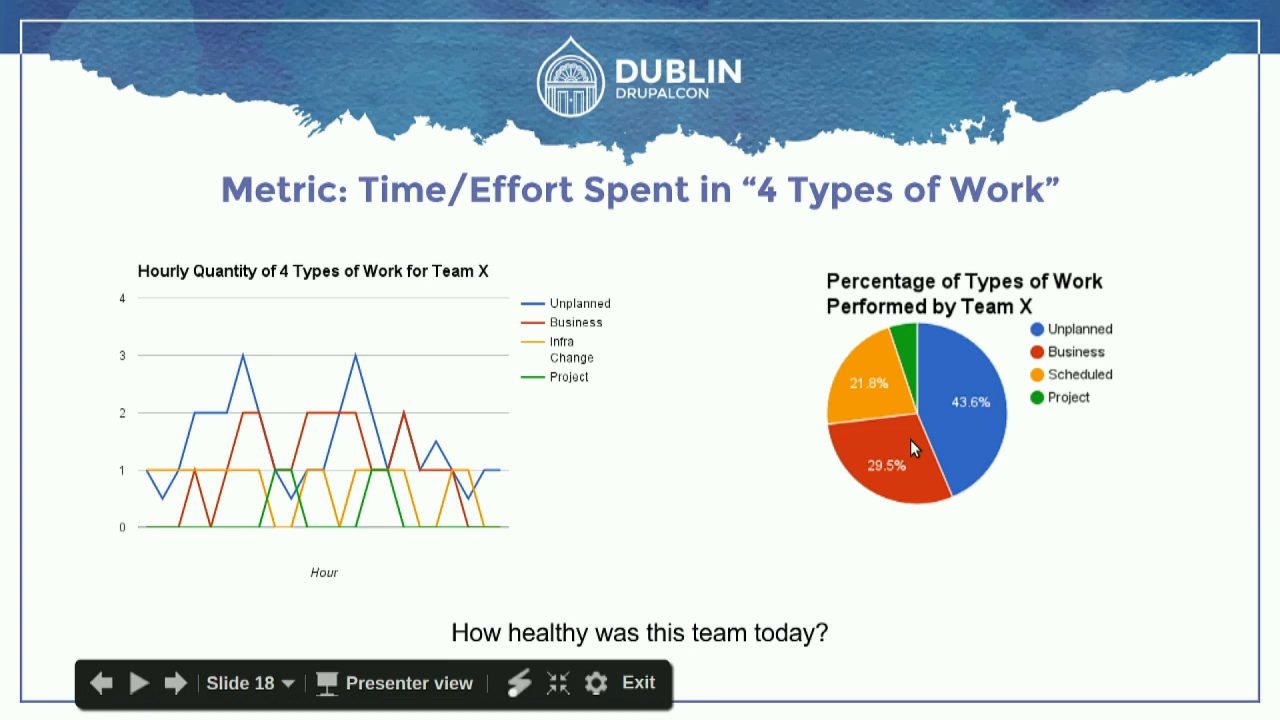 DUBLIN
DRUPALCON
Metric: Time/Effort Spent in “4 Types of Work”
Hourly Quantity of 4 Types of Work for Team X
4
3
2
1
0
Hour
Unplanned
Business
Infra
Change
Project
Percentage of Types of Work
Performed by Team X
43.6%
29.5%
21.8%
Unplanned
Business
Scheduled
Project
How healthy was this team today?
Slide 18 Presenter view Exit